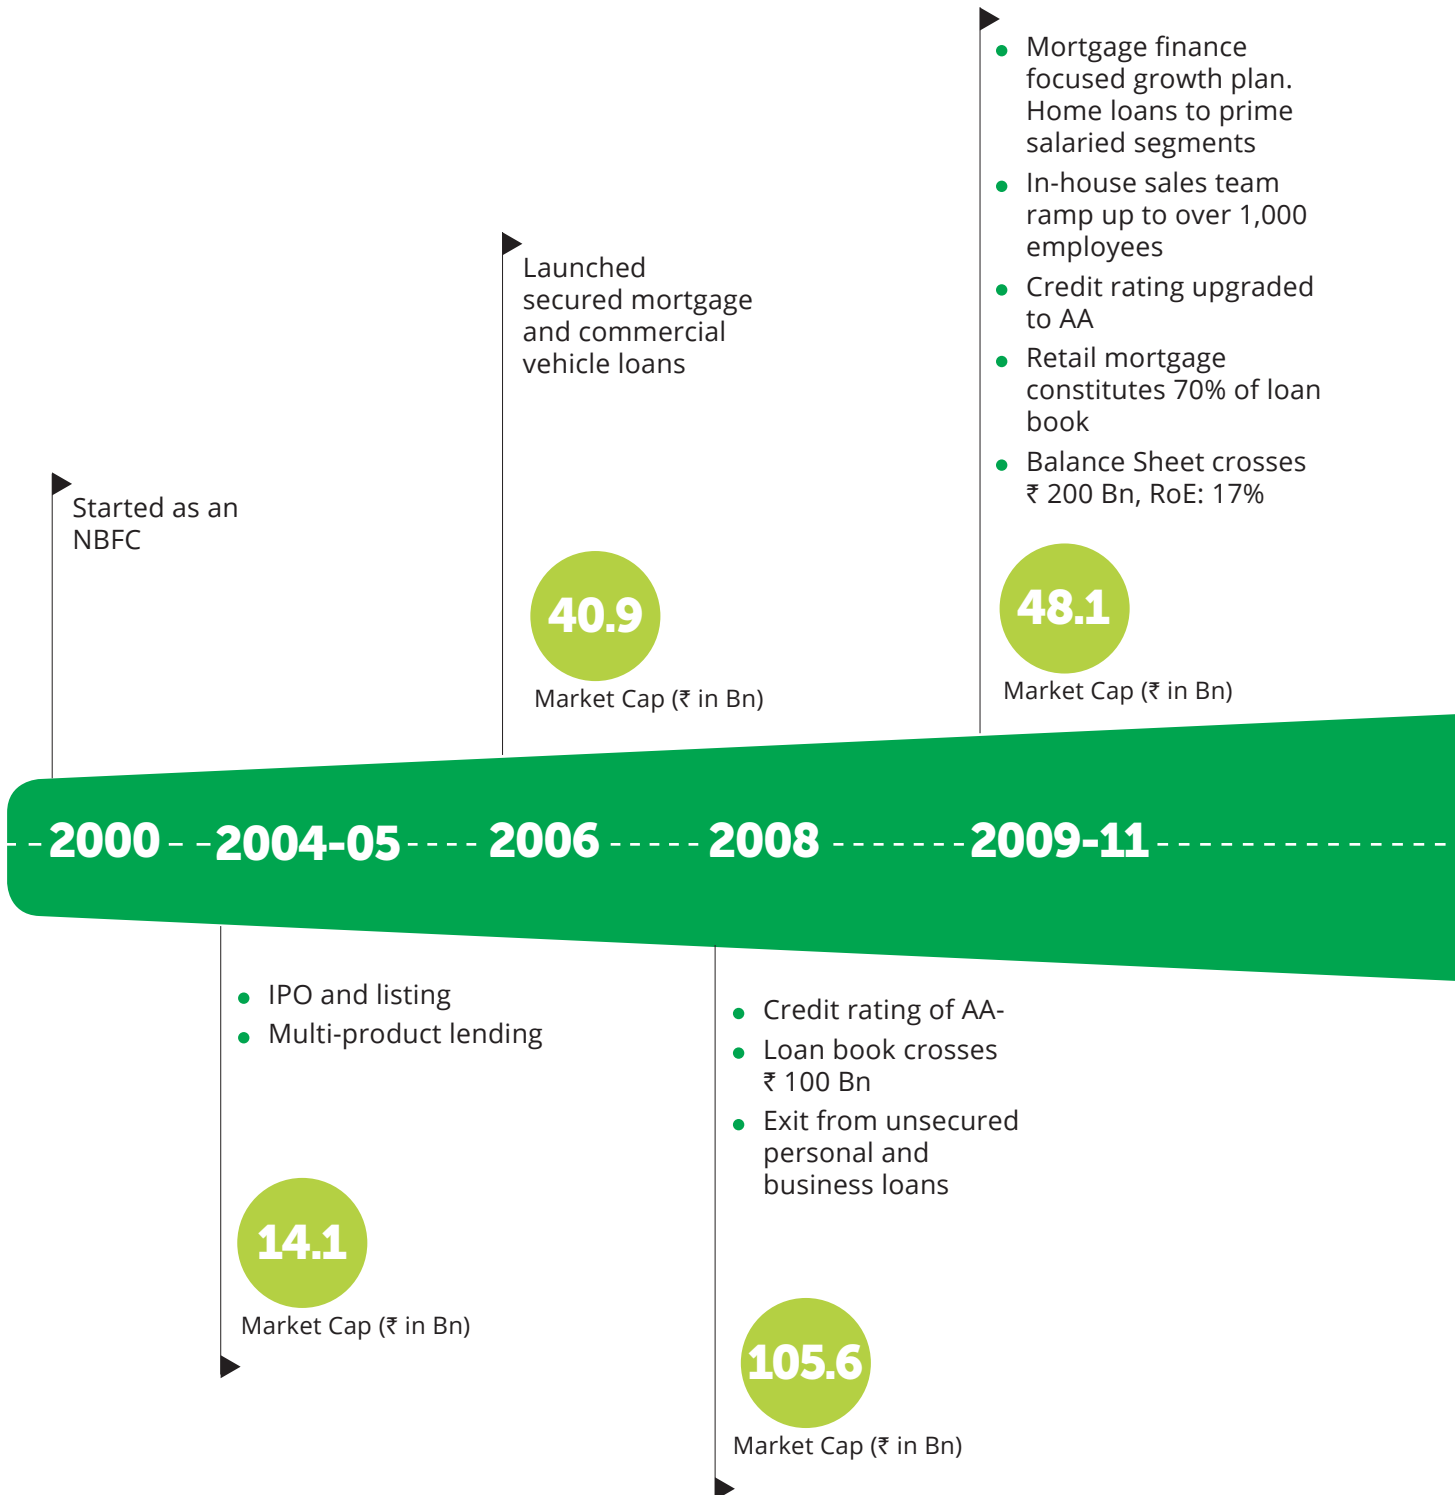 Mortgage finance
focused growth plan.
Home loans to prime
salaried segments
In-house sales team
ramp up to over 1,000
employees
Credit rating upgraded
to AA
Retail mortgage
constitutes 70% of loan
book
Balance Sheet crosses
₹ 200 Bn, RoE: 17%
48.1
Market Cap (₹ in Bn)
Launched
secured mortgage
and commercial
vehicle loans
40.9
Market Cap (₹ in Bn)
Started as an
NBFC
2000
2004-05
2006
2008
2009-11
IPO and listing
Multi-product lending
14.1
Market Cap (₹ in Bn)
Credit rating of AA-
Loan book crosses
₹ 100 Bn
Exit from unsecured
personal and
business loans
105.6
Market Cap (₹ in Bn)